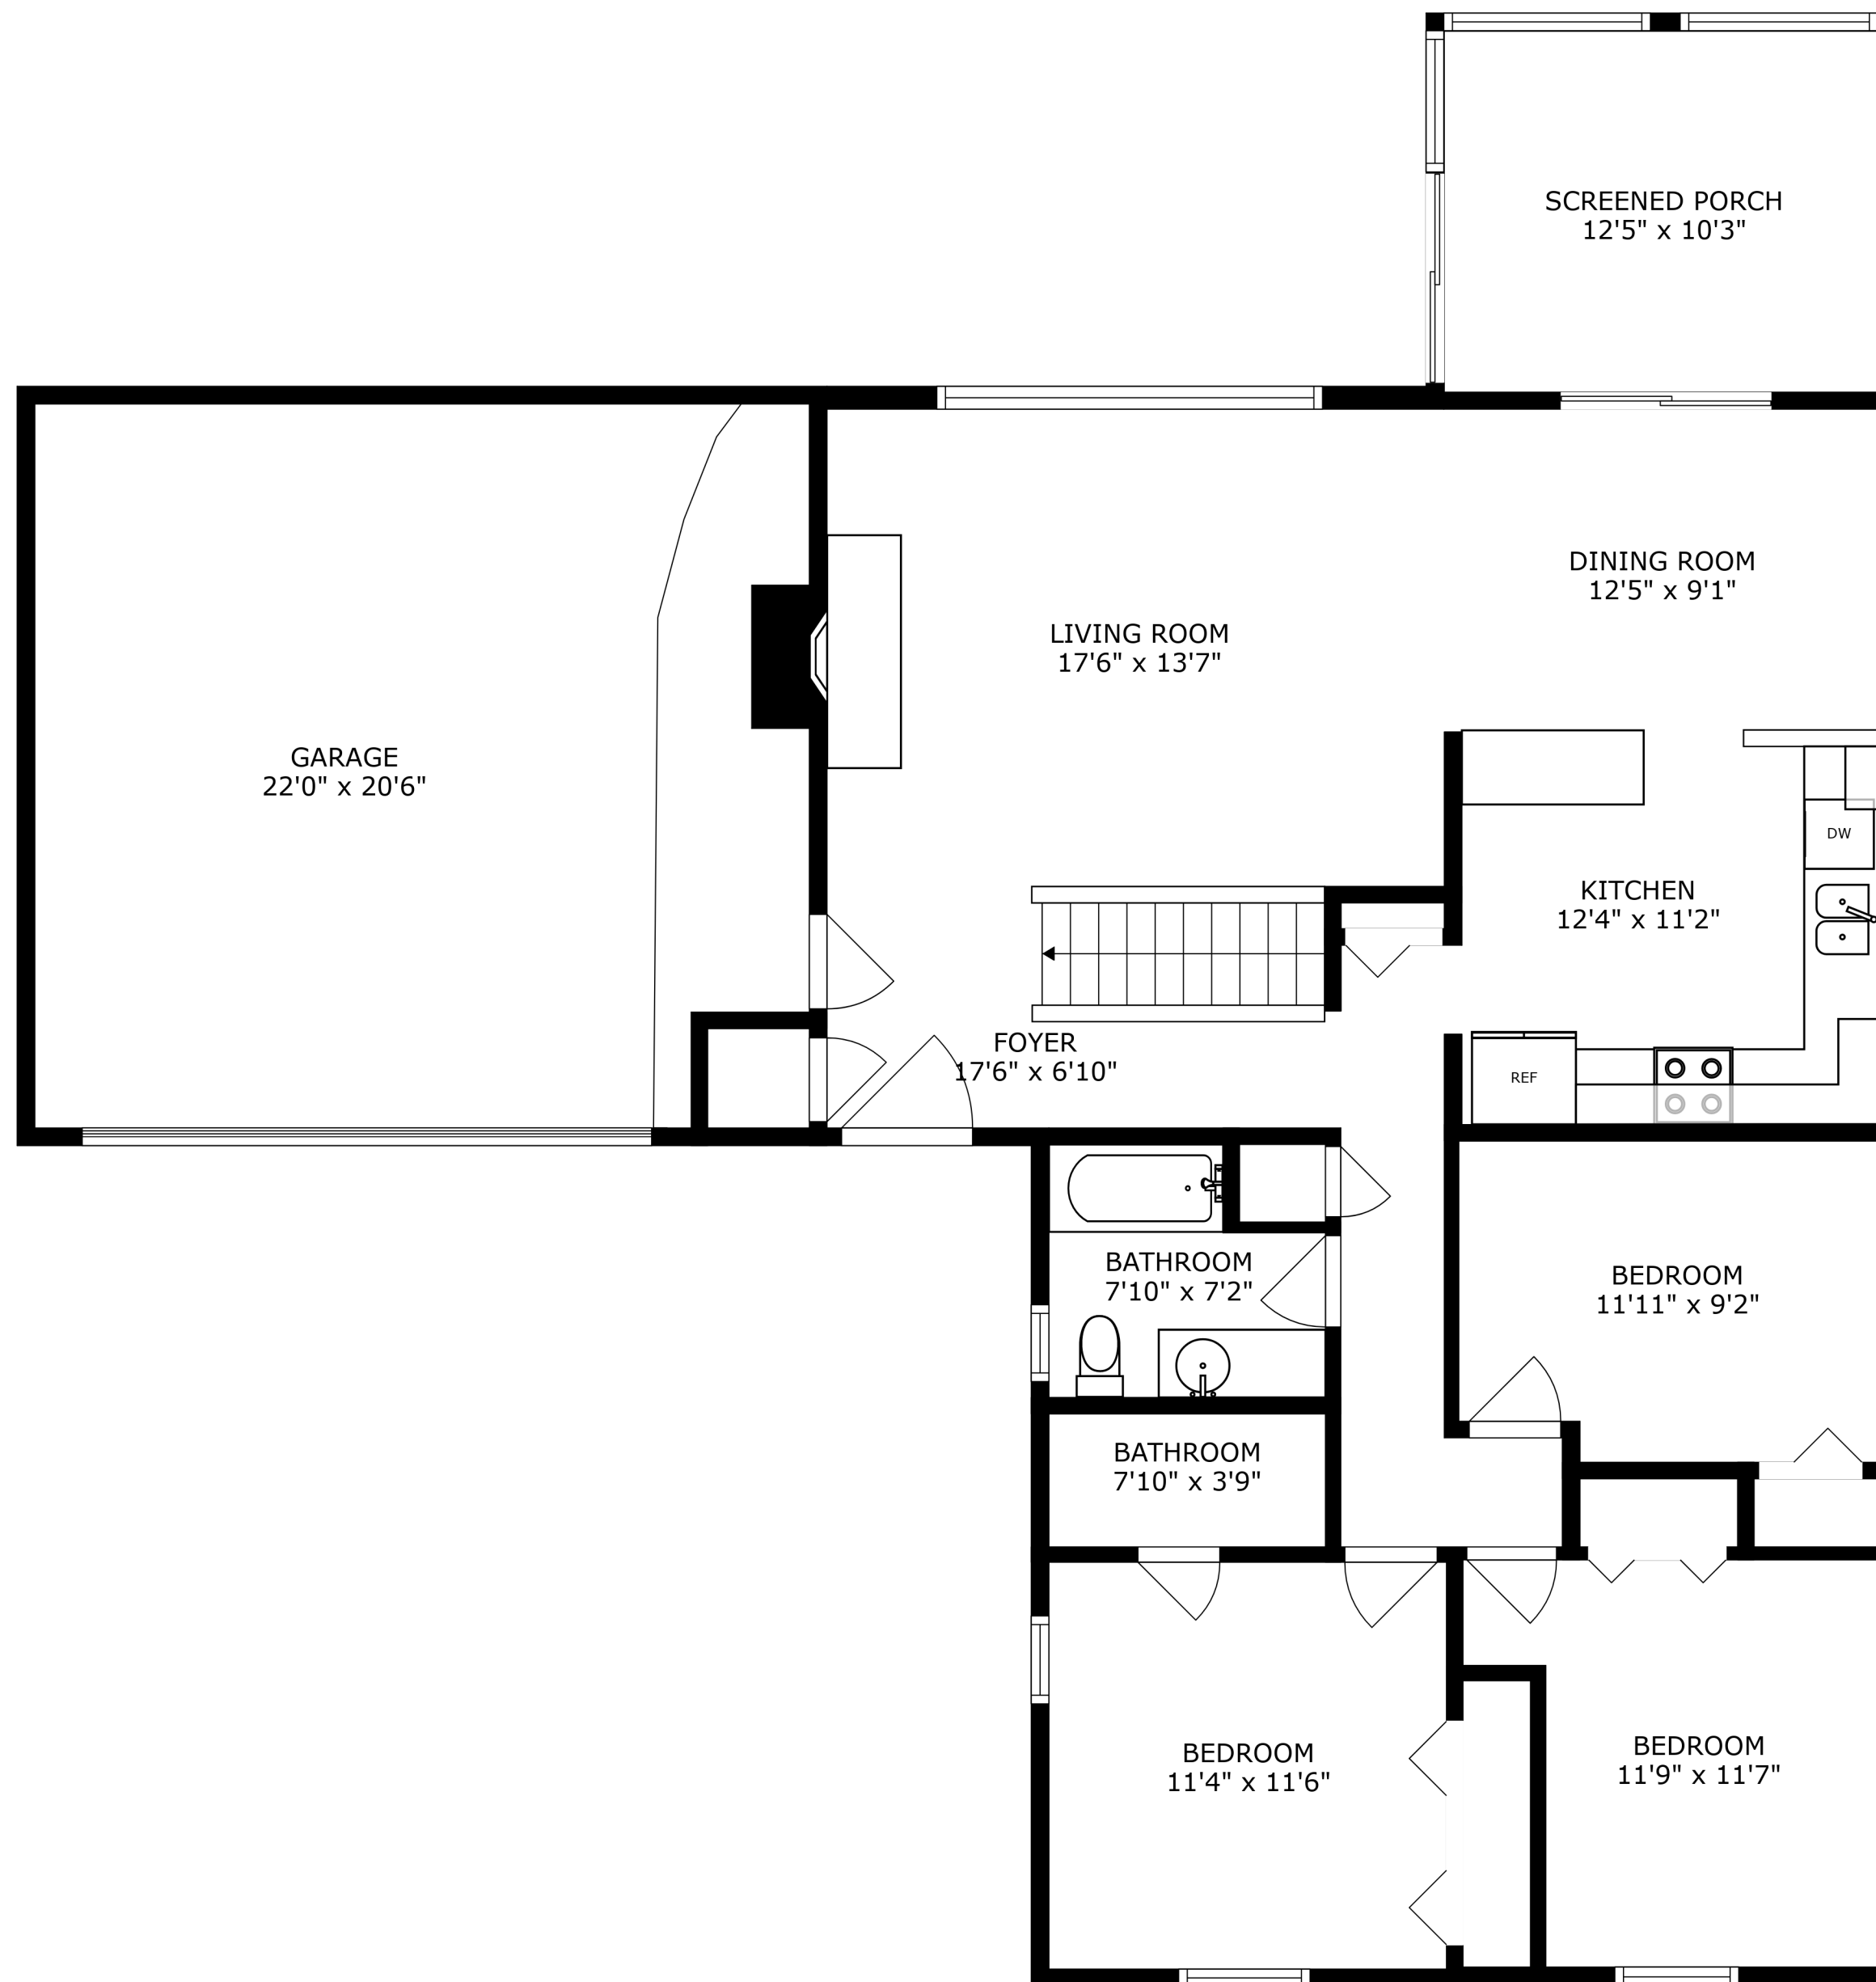 SCREENED PORCH
12'5" x 10'3"
DINING ROOM
12'5" x 9'1"
LIVING ROOM
17'6" x 13'7"
GARAGE
22'0" x 20'6"
DW
KITCHEN
12'4" x 11'2"
FOYER
17'6" x 6'10"
REF
BATHROOM
7'10" x 7'2"
BEDROOM
11'11" x 9'2"
BATHROOM
7'10" x 3'9"
BEDROOM
11'4" x 11'6"
BEDROOM
11'9" x 11'7"